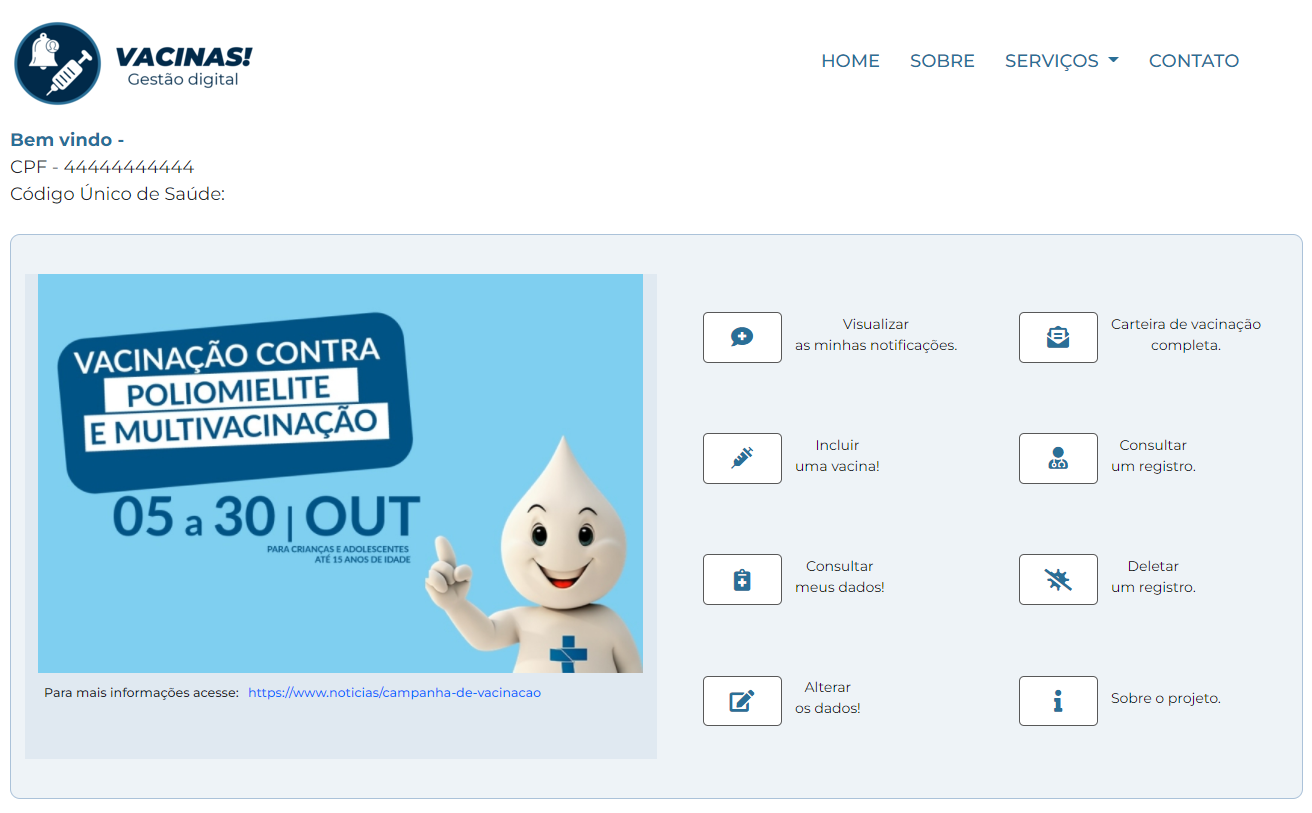 VACINAS!
Gestão digital
HOME
SOBRE
SERVIÇOS
CONTATO
Bem vindo -
CPF - 44444444444
Código Único de Saúde:
VACINAÇÃO CONTRA
POLIOMIELITE
E MULTIVACINAÇÃO
05 a 30 | OUT
PARA CRIANÇAS E ADOLESCENTES
ATÉ 15 ANOS DE IDADE
Para mais informações acesse: https://www.noticias/campanha-de-vacinacao
Visualizar
as minhas notificações.
Carteira de vacinação
completa.
Incluir
uma vacina!
Consultar
um registro.
Consultar
meus dados!
Deletar
um registro.
Alterar
os dados!
Sobre o projeto.